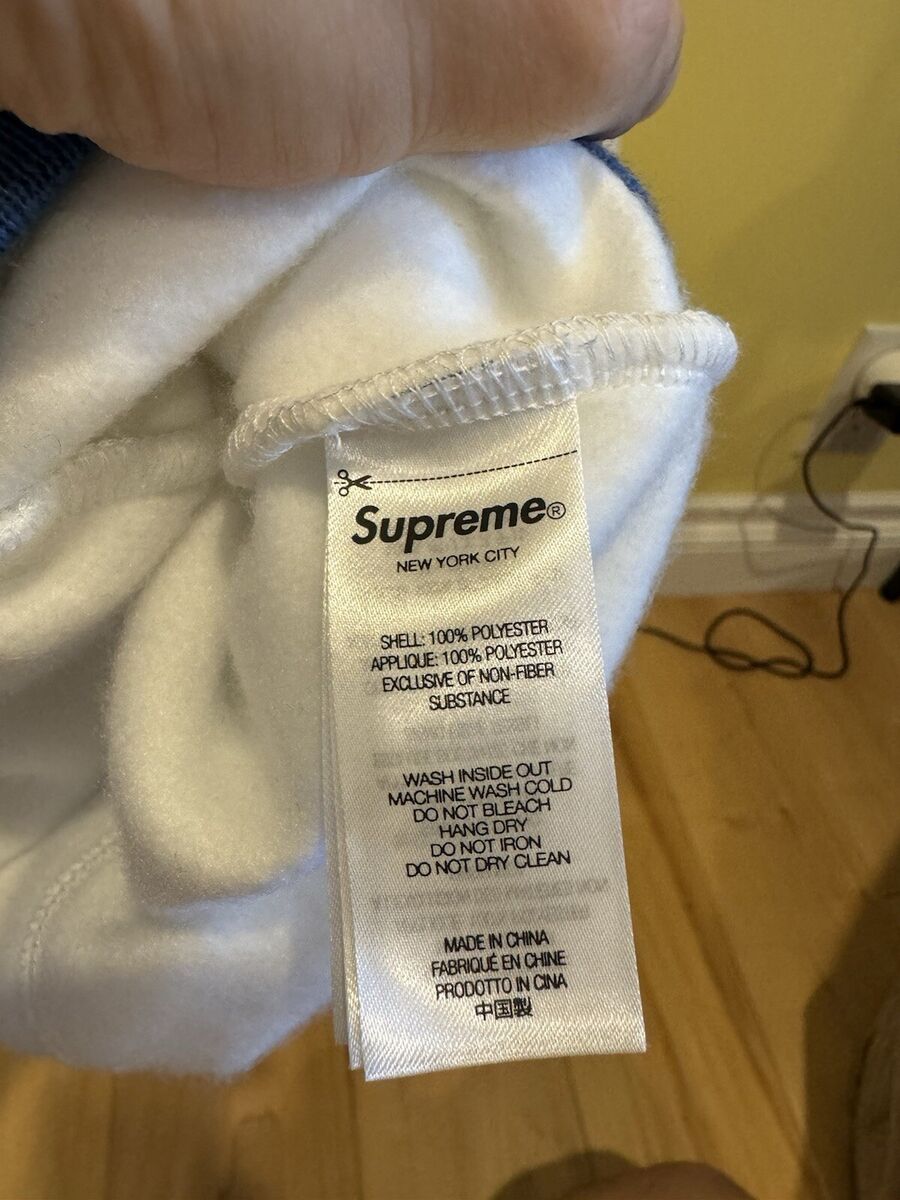 Supreme®
NEW YORK CITY
SHELL: 100% POLYESTER
APPLIQUE: 100% POLYESTER
EXCLUSIVE OF NON-FIBER
SUBSTANCE
WASH INSIDE OUT
MACHINE WASH COLD
DO NOT BLEACH
HANG DRY
DO NOT IRON
DO NOT DRY CLEAN
MADE IN CHINA
FABRIQUÉ EN CHINE
PRODOTTO IN CINA
中国製